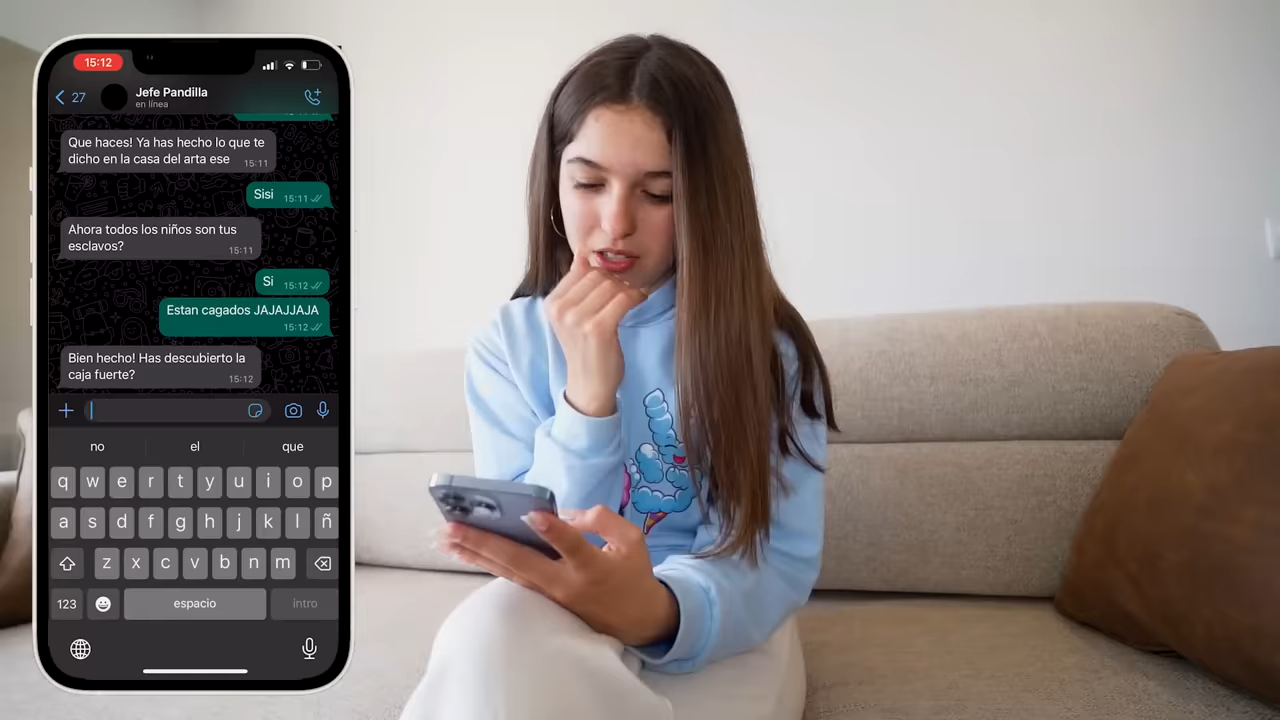 15:12
27
Jefe Pandilla
en línea
Que haces! Ya has hecho lo que te
dicho en la casa del arta ese
15:11
Sisi
15:11
Ahora todos los niños son tus
esclavos?
15:11
Si
15:12
Estan cagados JAJAJJAJA
15:12
Bien hecho! Has descubierto la
caja fuerte?
15:12
no el que
q w e r t y u i o p
a s d f g h j k l ñ
z x c v b n m
123 espacio intro